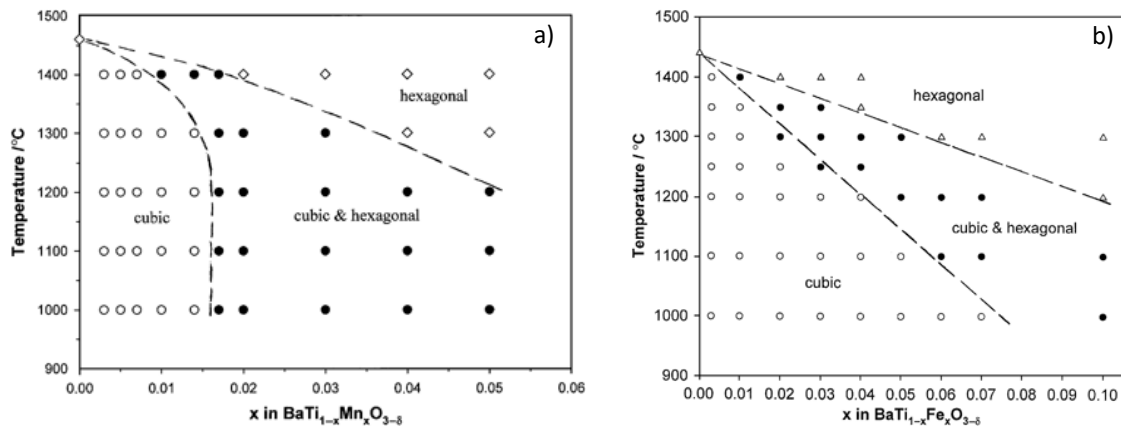 a)
1500
1400
1300
1200
1100
1000
900
Temperature /°C
hexagonal
cubic
cubic & hexagonal
0.00 0.01 0.02 0.03 0.04 0.05 0.06
x in BaTi₁₋ₓMnₓO₃₋δ
b)
1500
1400
1300
1200
1100
1000
900
Temperature / °C
hexagonal
cubic & hexagonal
cubic
0.00 0.01 0.02 0.03 0.04 0.05 0.06 0.07 0.08 0.09 0.10
x in BaTi₁₋ₓFeₓO₃₋δ